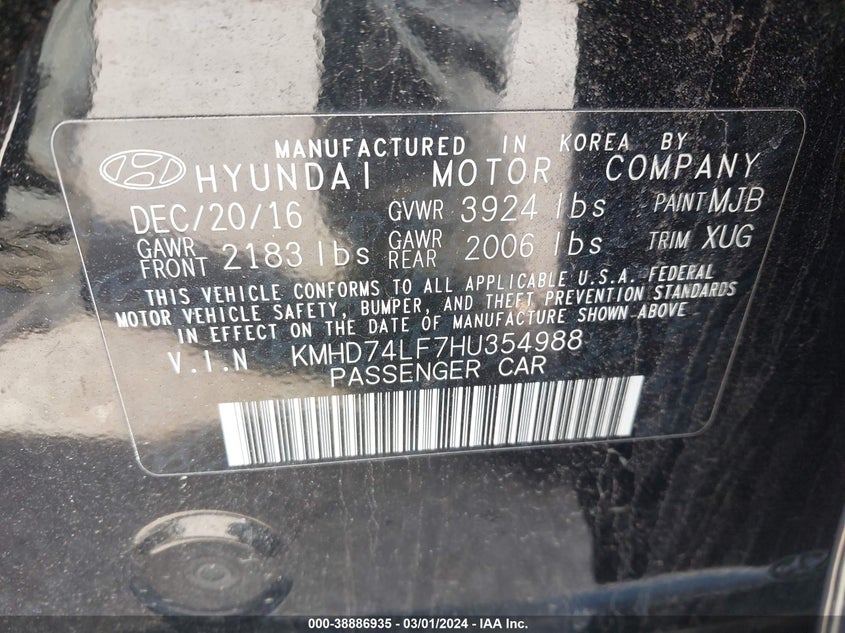 MANUFACTURED IN KOREA BY
HYUNDAI MOTOR COMPANY
DEC/20/16 GVWR 3924 lbs PAINT MJB
GAWR FRONT 2183 lbs GAWR REAR 2006 lbs TRIM XUG
THIS VEHICLE CONFORMS TO ALL APPLICABLE U.S.A. FEDERAL
MOTOR VEHICLE SAFETY, BUMPER, AND THEFT PREVENTION STANDARDS
IN EFFECT ON THE DATE OF MANUFACTURE SHOWN ABOVE.
V.I.N KMHD74LF7HU354988
PASSENGER CAR
000-38886935 - 03/01/2024 - IAA Inc.